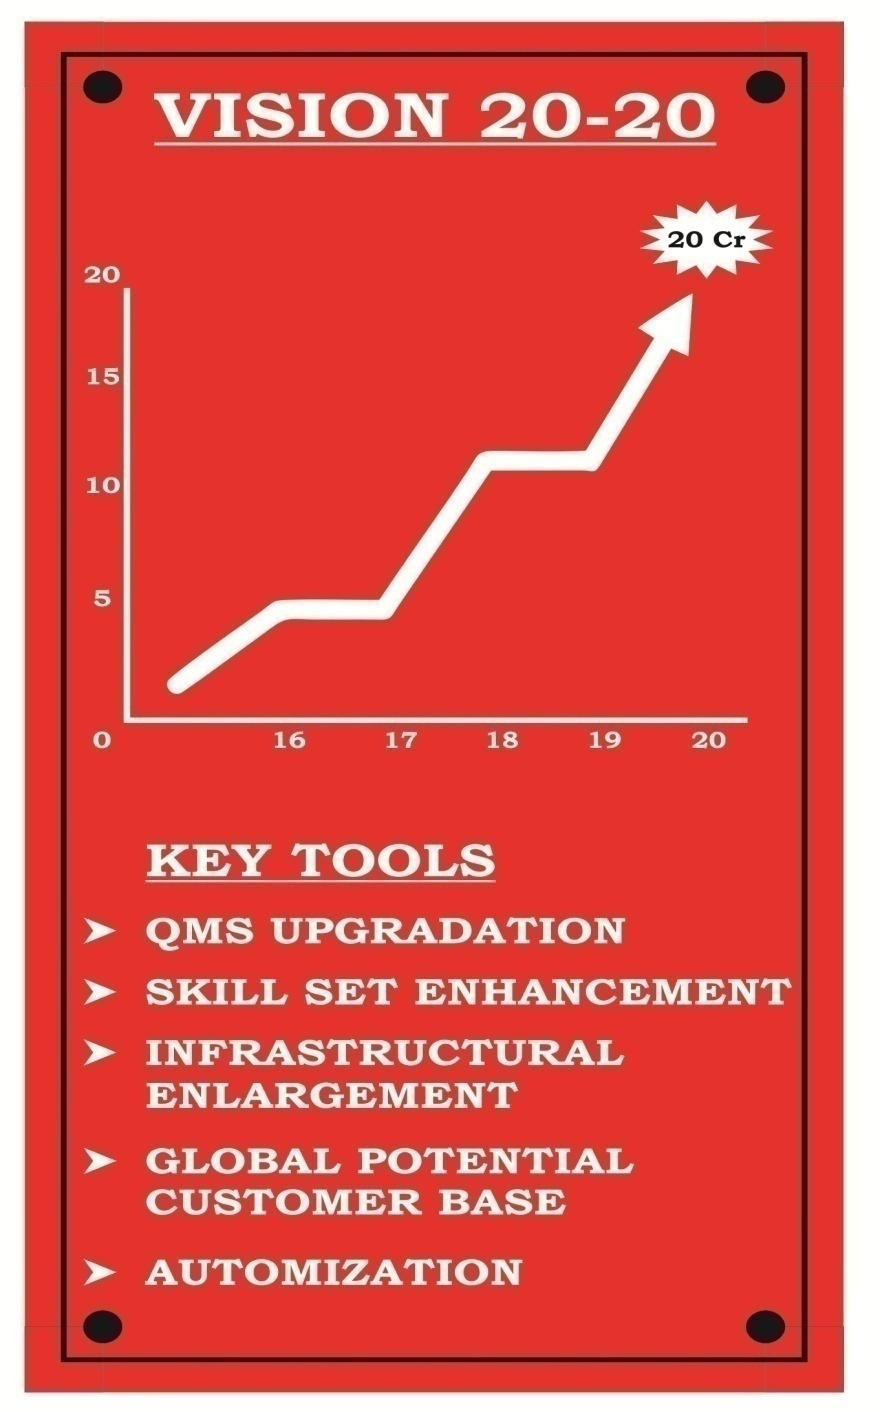 VISION 20-20
20 Cr
20
15
10
5
0
16 17 18 19 20
KEY TOOLS
➤ QMS UPGRADATION
➤ SKILL SET ENHANCEMENT
➤ INFRASTRUCTURAL
ENLARGEMENT
➤ GLOBAL POTENTIAL
CUSTOMER BASE
➤ AUTOMIZATION